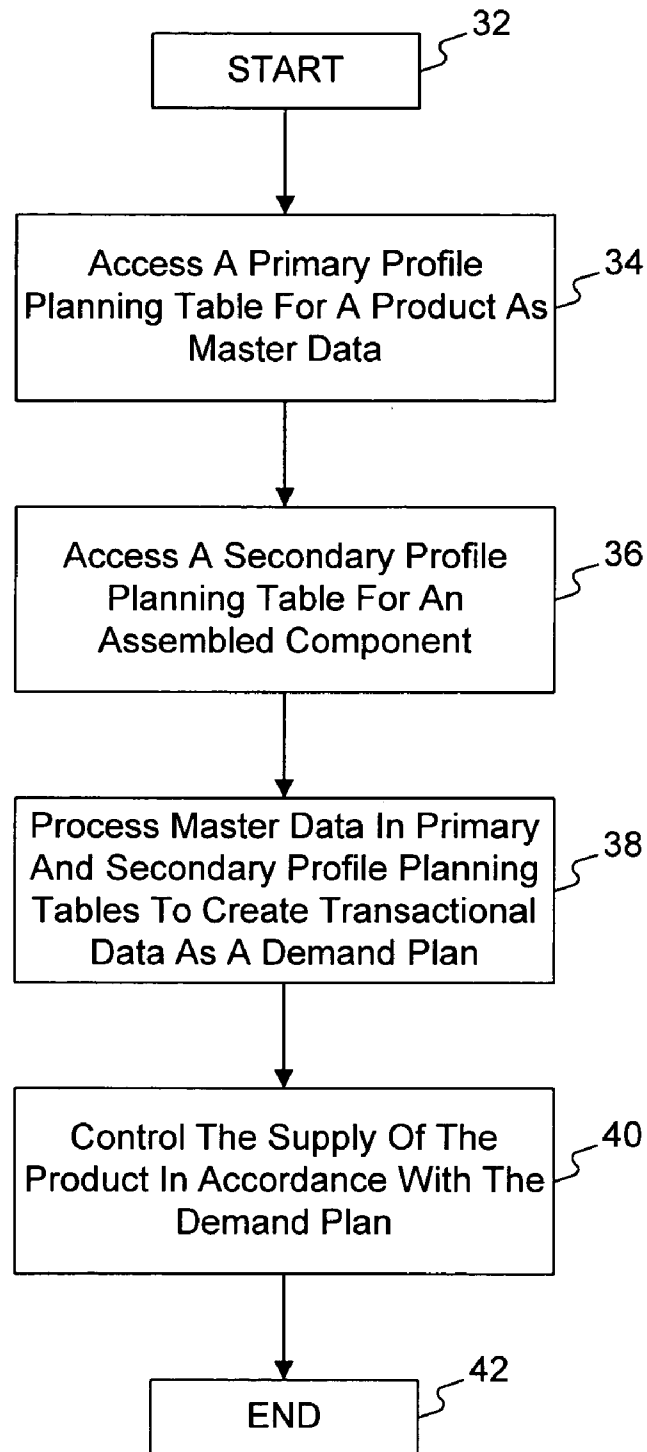 32
START
Access A Primary Profile
Planning Table For A Product As
Master Data
34
Access A Secondary Profile
Planning Table For An
Assembled Component
36
Process Master Data In Primary
And Secondary Profile Planning
Tables To Create Transactional
Data As A Demand Plan
38
Control The Supply Of The
Product In Accordance With The
Demand Plan
40
END
42